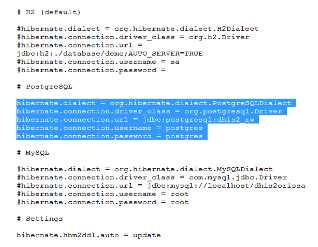 # H2 (default)
#hibernate.dialect = org.hibernate.dialect.H2Dialect
#hibernate.connection.driver_class = org.h2.Driver
#hibernate.connection.url =
jdbc:h2:./database/demo;AUTO_SERVER=TRUE
#hibernate.connection.username = sa
#hibernate.connection.password =
# PostgreSQL
hibernate.dialect = org.hibernate.dialect.PostgreSQLDialect
hibernate.connection.driver_class = org.postgresql.Driver
hibernate.connection.url = jdbc:postgresql:dhis2_rw
hibernate.connection.username = postgres
hibernate.connection.password = postgres
# MySQL
#hibernate.dialect = org.hibernate.dialect.MySQLDialect
#hibernate.connection.driver_class = com.mysql.jdbc.Driver
#hibernate.connection.url = jdbc:mysql://localhost/dhis2orissa
#hibernate.connection.username = root
#hibernate.connection.password = root
# Settings
hibernate.hbm2ddl.auto = update